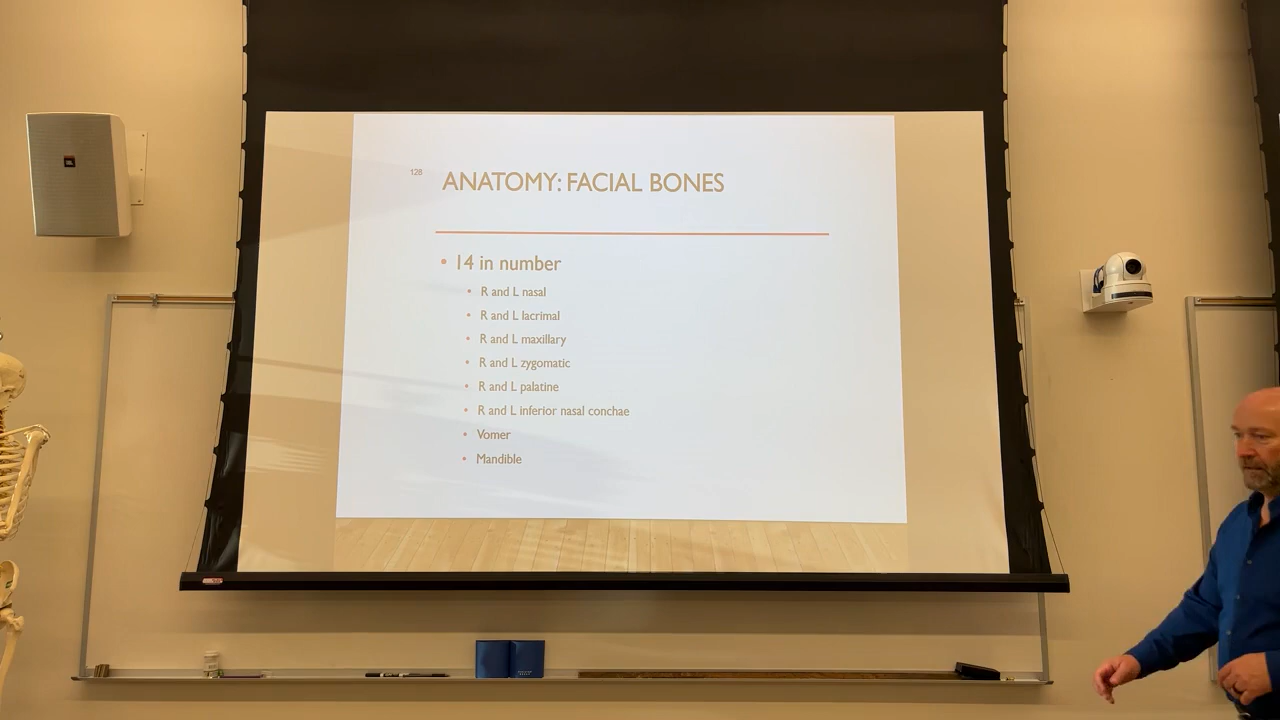 128
ANATOMY: FACIAL BONES
• 14 in number
• R and L nasal
• R and L lacrimal
• R and L maxillary
• R and L zygomatic
• R and L palatine
• R and L inferior nasal conchae
• Vomer
• Mandible